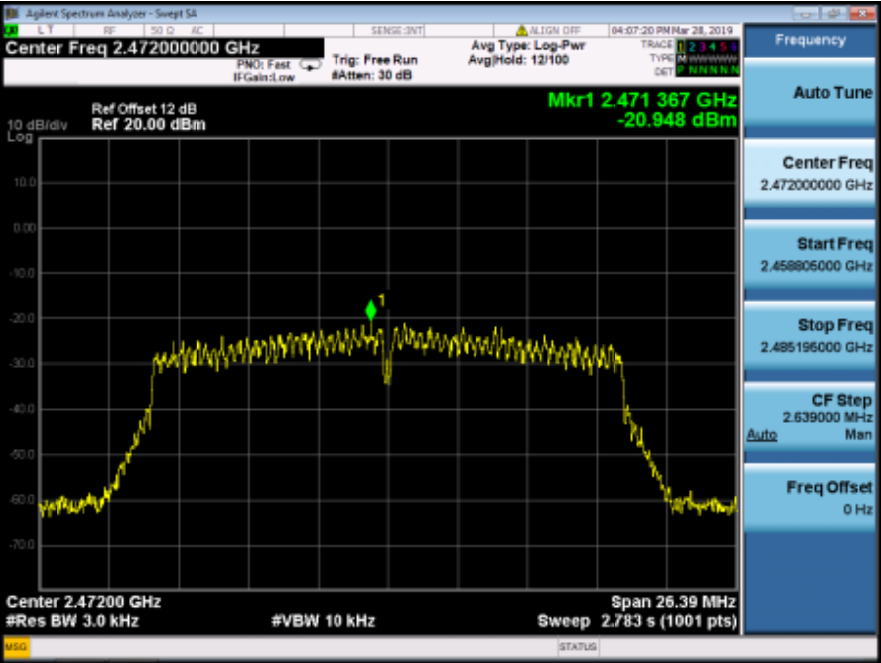 Agilent Spectrum Analyzer - Swept SA
L T RF 50 Ω AC SENSE:INT ALIGN OFF 04:07:20 PM Mar 28, 2019
Center Freq 2.472000000 GHz
PNO: Fast
IFGain:Low
Trig: Free Run
#Atten: 30 dB
Avg Type: Log-Pwr
Avg|Hold: 12/100
TRACE 1 2 3 4 5 6
TYPE M WWWWW
DET P N N N N N
Ref Offset 12 dB
10 dB/div Ref 20.00 dBm
Log
Mkr1 2.471 367 GHz
-20.948 dBm
10.0
0.00
-10.0
-20.0
-30.0
-40.0
-50.0
-60.0
-70.0
1
Center 2.47200 GHz Span 26.39 MHz
#Res BW 3.0 kHz #VBW 10 kHz Sweep 2.783 s (1001 pts)
MSG STATUS
Frequency
Auto Tune
Center Freq
2.472000000 GHz
Start Freq
2.458805000 GHz
Stop Freq
2.485195000 GHz
CF Step
2.639000 MHz
Auto Man
Freq Offset
0 Hz